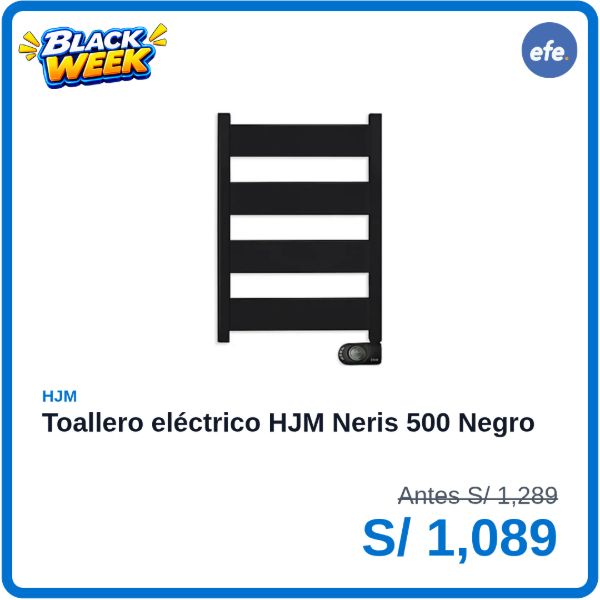 BLACK
WEEK
efe.
HJM
Toallero eléctrico HJM Neris 500 Negro
Antes S/ 1,289
S/ 1,089